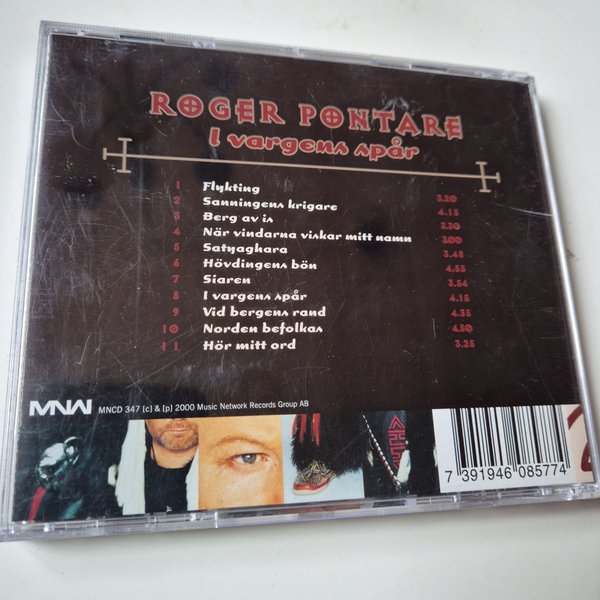 ROGER PONTARE
I vargens spår
1 Flykting 3.20
2 Sanningens krigare 4.15
3 Berg av is 3.30
4 När vindarna viskar mitt namn 3.00
5 Satyaghara 3.48
6 Hövdingens bön 4.55
7 Siaren 3.54
8 I vargens spår 4.15
9 Vid bergens rand 4.35
10 Norden befolkas 4.50
11 Hör mitt ord 3.25
MNW MNCD 347 (c) & (p) 2000 Music Network Records Group AB
7 391946 085774